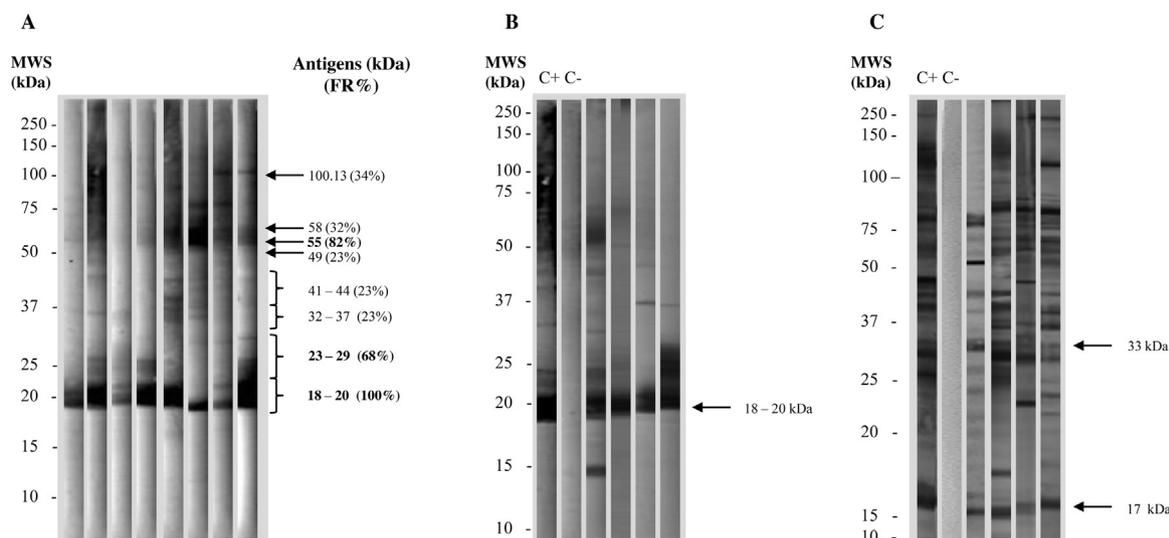 A
MWS
(kDa)
250 -
150 -
100 -
75 -
50 -
37 -
25 -
20 -
15 -
10 -
Antigens (kDa)
(FR%)
100.13 (34%)
58 (32%)
55 (82%)
49 (23%)
41 – 44 (23%)
32 – 37 (23%)
23 – 29 (68%)
18 – 20 (100%)
B
MWS
(kDa)
C+ C-
250 -
150 -
100 -
75 -
50 -
37 -
25 -
20 -
15 -
10 -
18 – 20 kDa
C
MWS
(kDa)
C+ C-
250 -
150 -
100 –
75 -
50 -
37 -
25 -
20 -
15 -
10 -
33 kDa
17 kDa